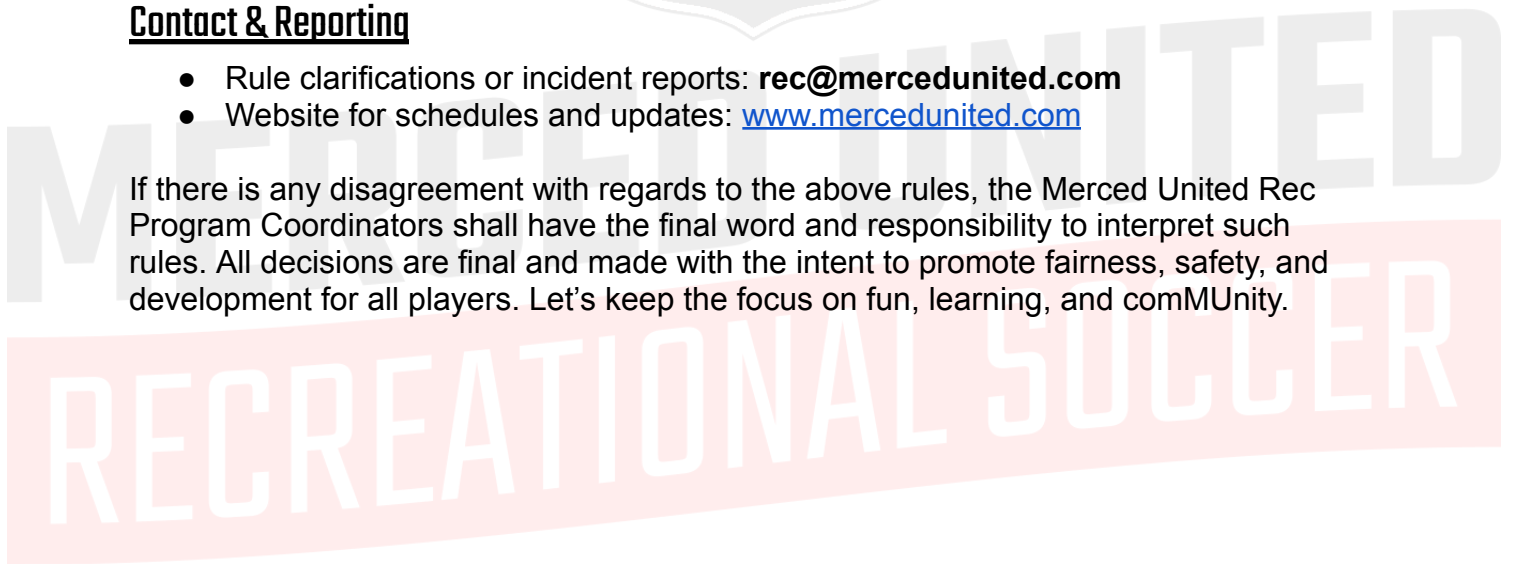 Contact & Reporting
● Rule clarifications or incident reports: rec@mercedunited.com
● Website for schedules and updates: www.mercedunited.com
If there is any disagreement with regards to the above rules, the Merced United Rec
Program Coordinators shall have the final word and responsibility to interpret such
rules. All decisions are final and made with the intent to promote fairness, safety, and
development for all players. Let’s keep the focus on fun, learning, and comMUnity.
MERCED UNITED
RECREATIONAL SOCCER